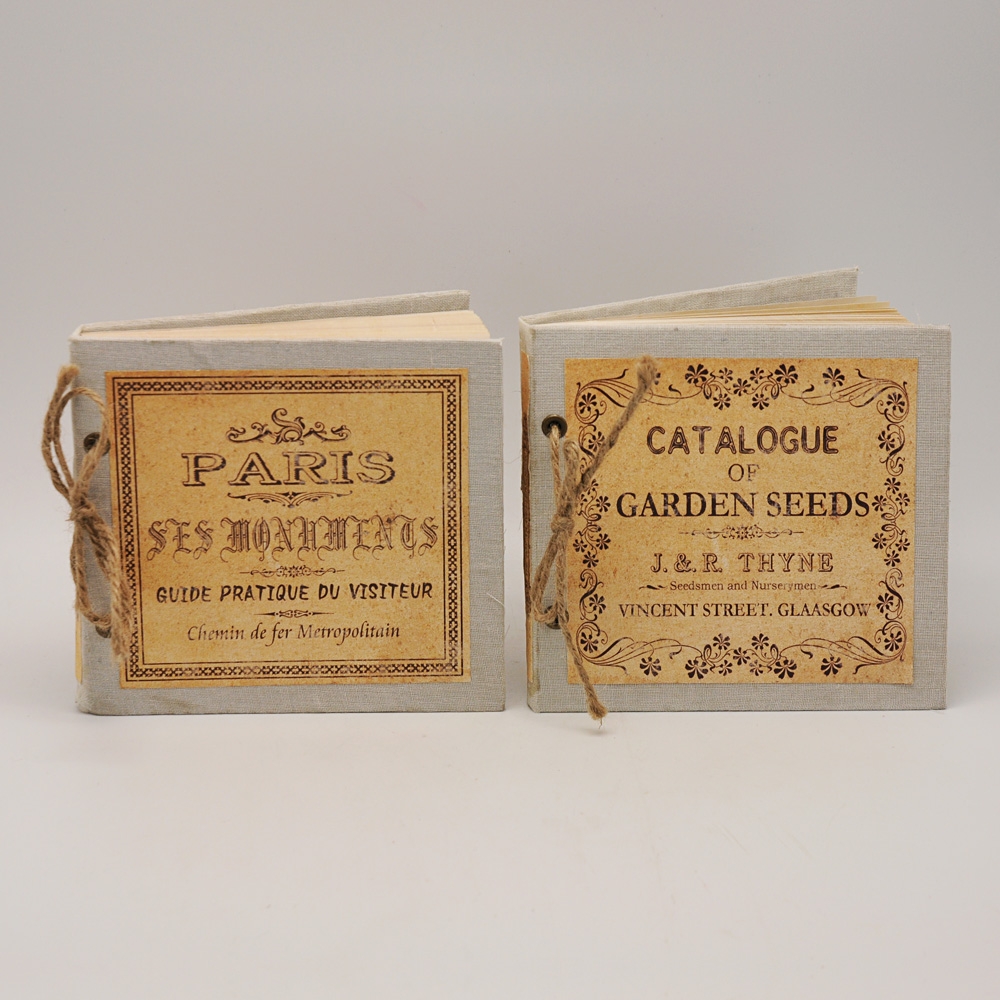 PARIS
SES MONUMENTS
GUIDE PRATIQUE DU VISITEUR
Chemin de fer Metropolitain
CATALOGUE
OF
GARDEN SEEDS
J. & R. THYNE
Seedsmen and Nurserymen
VINCENT STREET. GLAASGOW